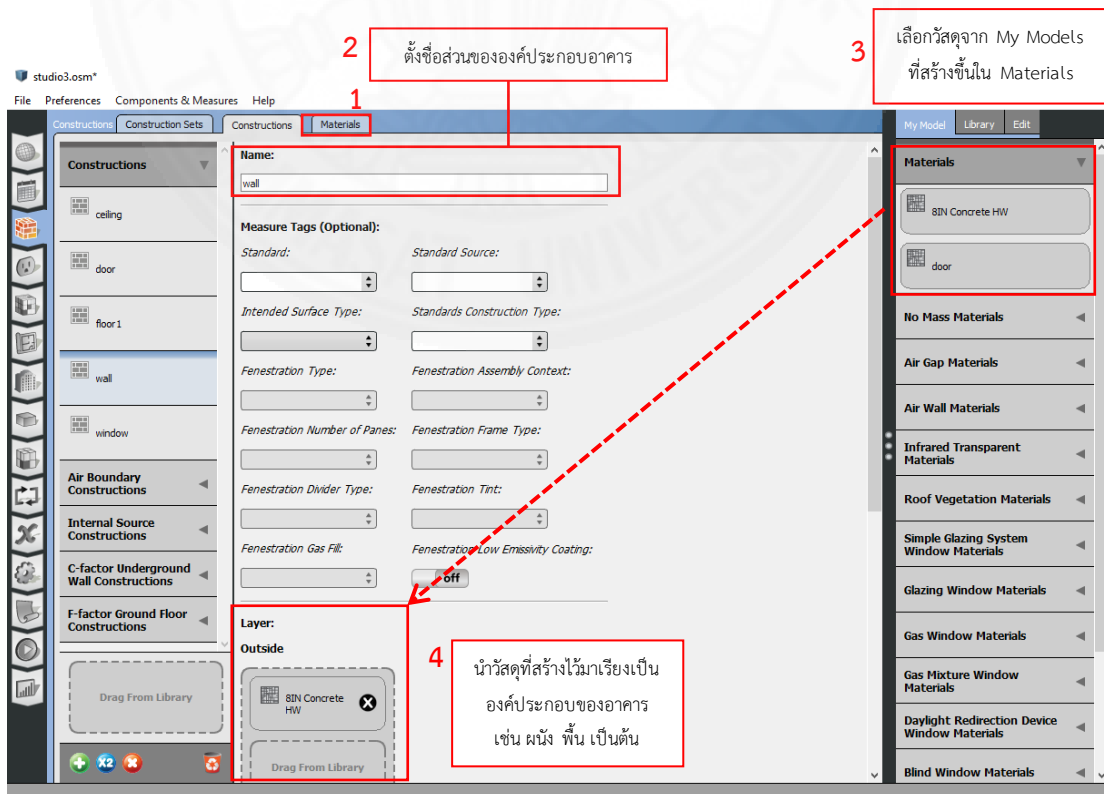 2
ตั้งชื่อส่วนขององค์ประกอบอาคาร
3
เลือกวัสดุจาก My Models
ที่สร้างขึ้นใน Materials
studio3.osm*
File Preferences Components & Measures Help
1
Constructions Construction Sets Constructions Materials
My Model Library Edit
Constructions
ceiling
door
floor1
wall
window
Air Boundary
Constructions
Internal Source
Constructions
C-factor Underground
Wall Constructions
F-factor Ground Floor
Constructions
Drag From Library
X2
Name:
wall
Measure Tags (Optional):
Standard: Standard Source:
Intended Surface Type: Standards Construction Type:
Fenestration Type: Fenestration Assembly Context:
Fenestration Number of Panes: Fenestration Frame Type:
Fenestration Divider Type: Fenestration Tint:
Fenestration Gas Fill: Fenestration Low Emissivity Coating:
off
Layer:
Outside
8IN Concrete
HW
Drag From Library
4
นำวัสดุที่สร้างไว้มาเรียงเป็น
องค์ประกอบของอาคาร
เช่น ผนัง พื้น เป็นต้น
Materials
8IN Concrete HW
door
No Mass Materials
Air Gap Materials
Air Wall Materials
Infrared Transparent
Materials
Roof Vegetation Materials
Simple Glazing System
Window Materials
Glazing Window Materials
Gas Window Materials
Gas Mixture Window
Materials
Daylight Redirection Device
Window Materials
Blind Window Materials